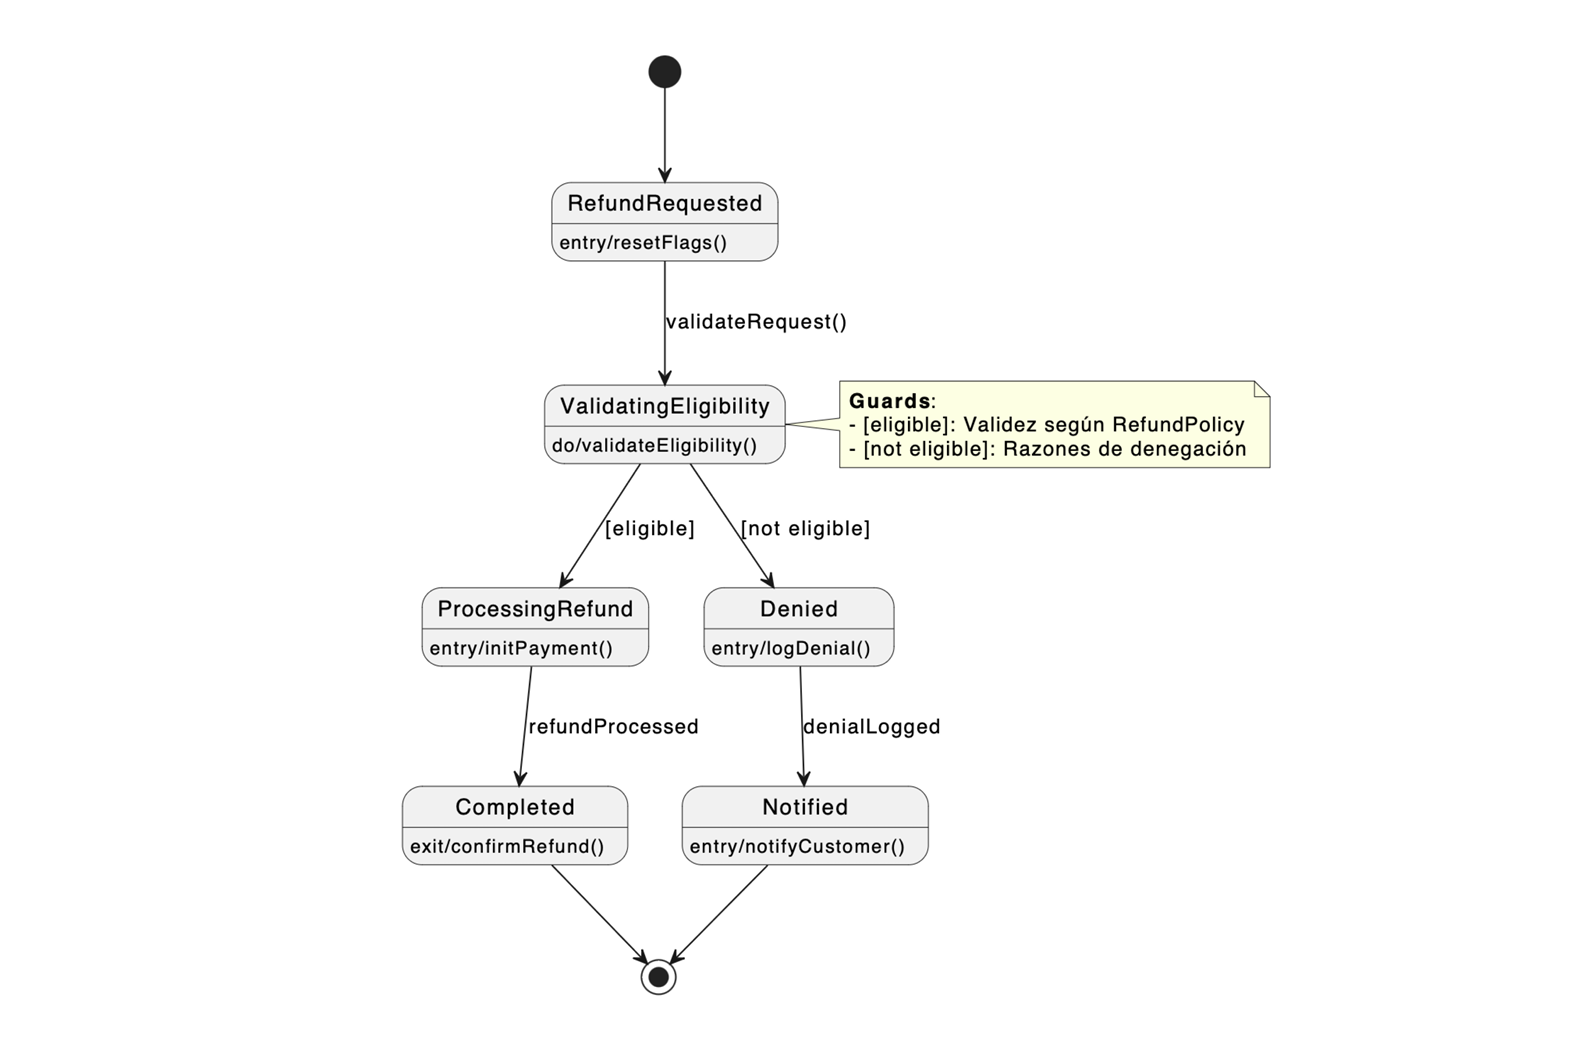 RefundRequested
entry/resetFlags()
validateRequest()
ValidatingEligibility
do/validateEligibility()
Guards:
- [eligible]: Validez según RefundPolicy
- [not eligible]: Razones de denegación
[eligible]
[not eligible]
ProcessingRefund
entry/initPayment()
Denied
entry/logDenial()
refundProcessed
denialLogged
Completed
exit/confirmRefund()
Notified
entry/notifyCustomer()